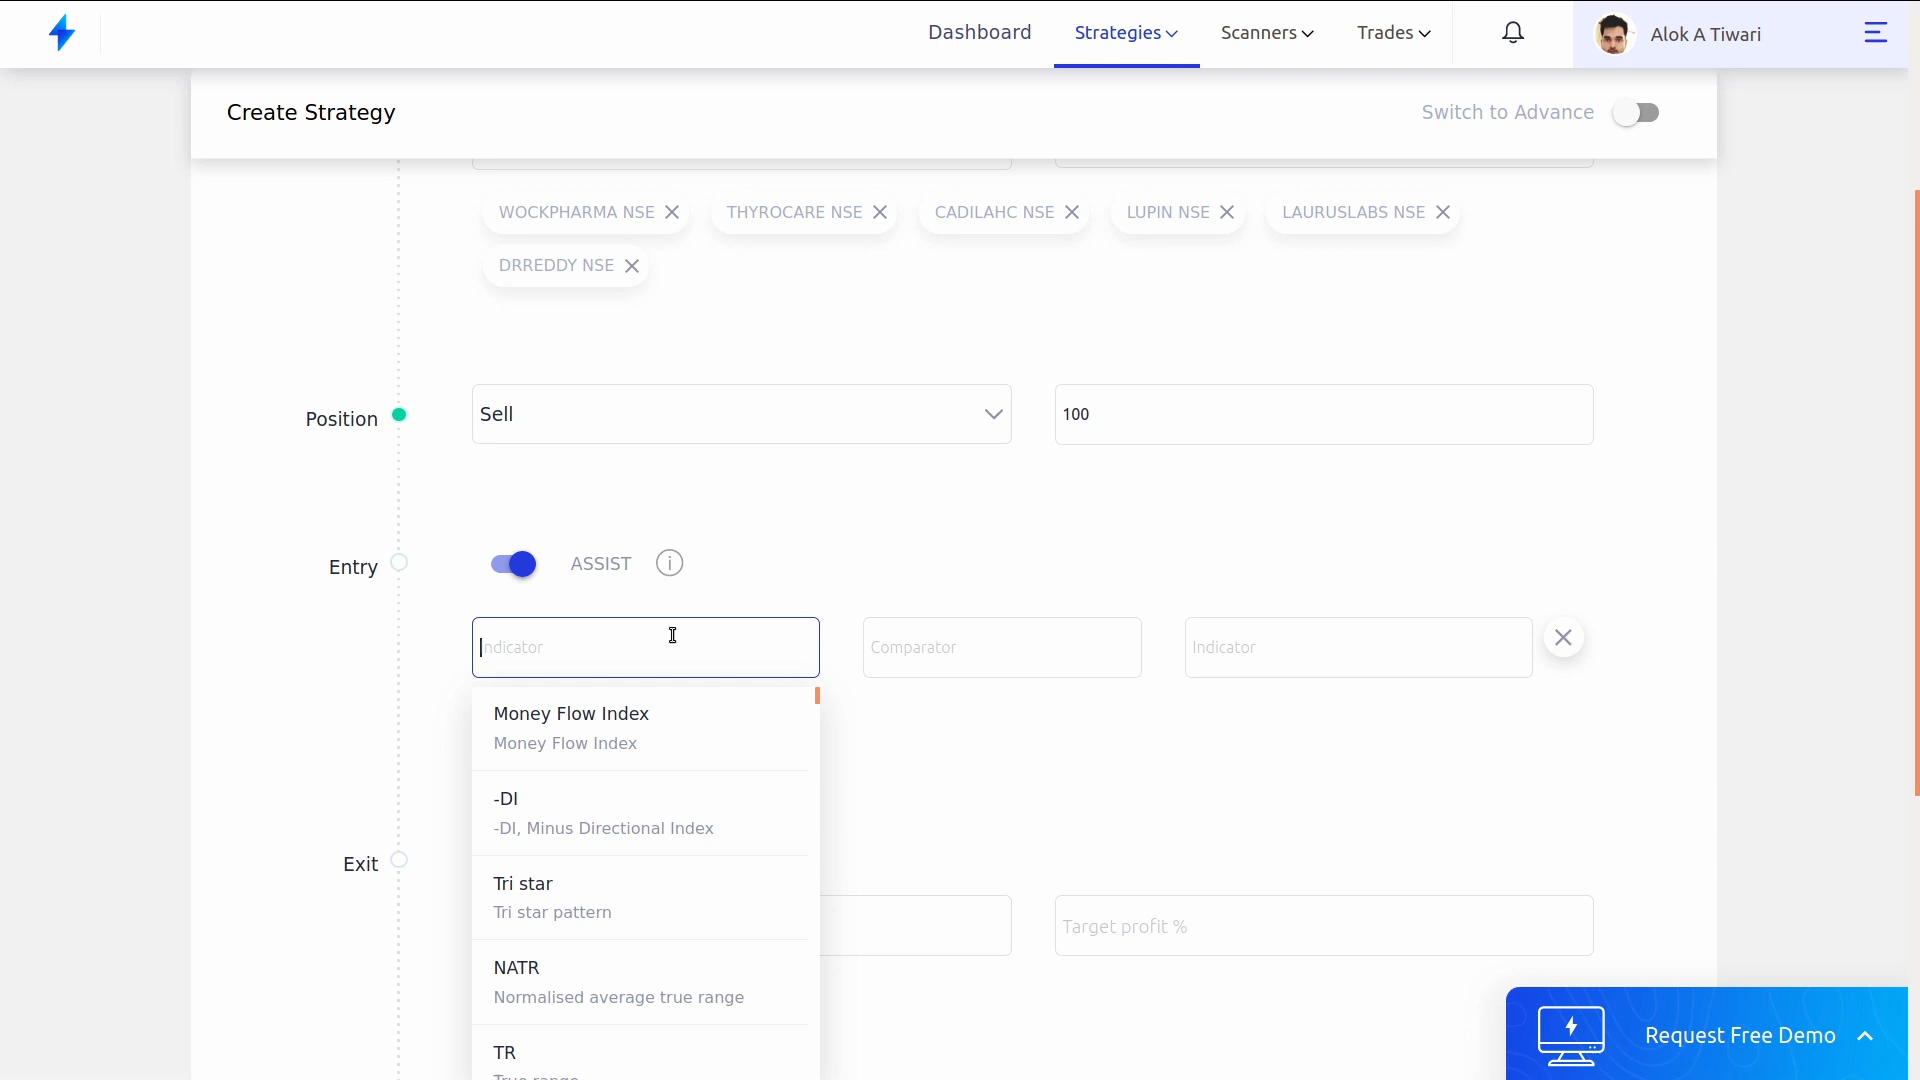 Dashboard Strategies Scanners Trades Alok A Tiwari
Create Strategy Switch to Advance
WOCKPHARMA NSE THYROCARE NSE CADILAHC NSE LUPIN NSE LAURUSLABS NSE
DRREDDY NSE
Position Sell 100
Entry ASSIST
Indicator Comparator Indicator
Money Flow Index
Money Flow Index
-DI
-DI, Minus Directional Index
Exit
Tri star
Tri star pattern
Target profit %
NATR
Normalised average true range
Request Free Demo
TR
True range